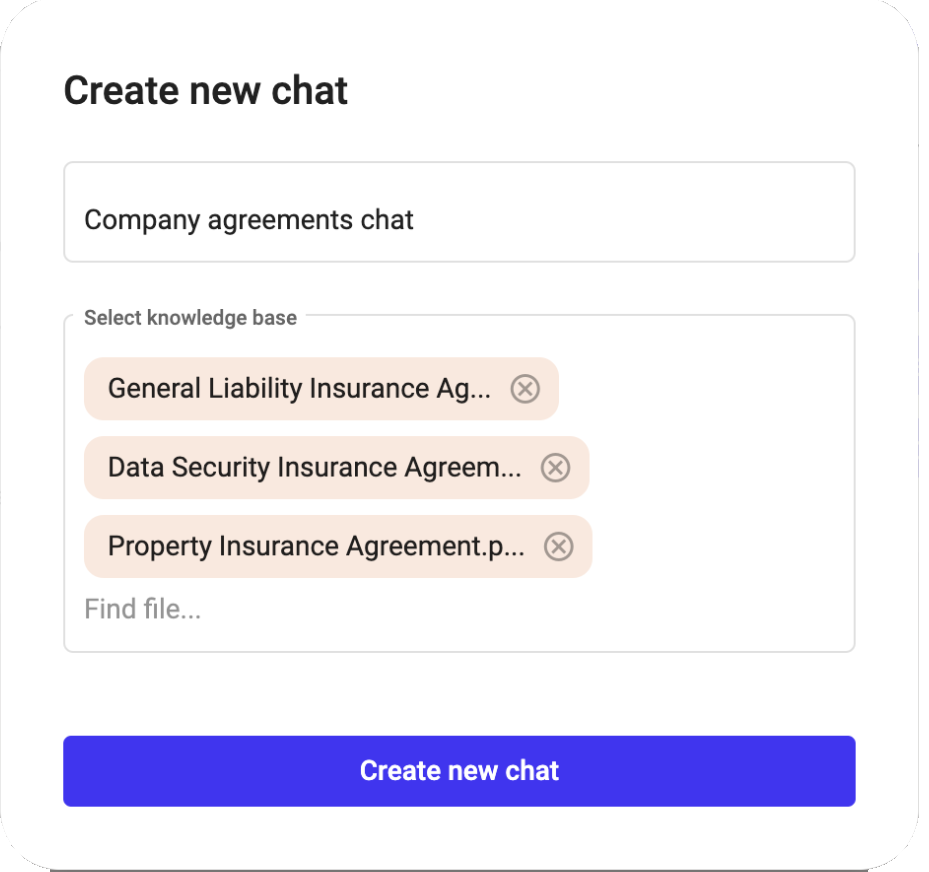 Create new chat
Company agreements chat
Select knowledge base
General Liability Insurance Ag...
Data Security Insurance Agreem...
Property Insurance Agreement.p...
Find file...
Create new chat